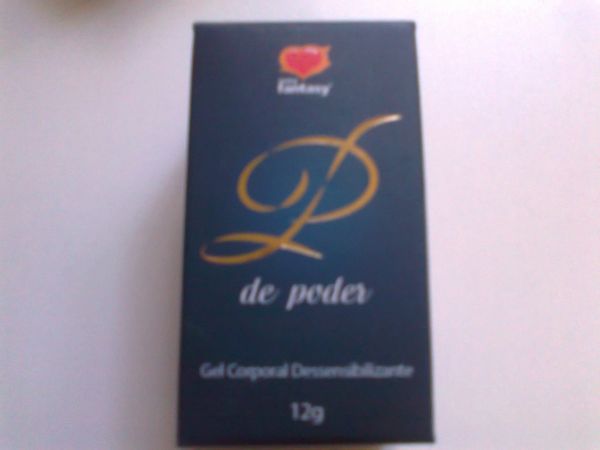 fantasy
P
de poder
Gel Corporal Dessensibilizante
12g